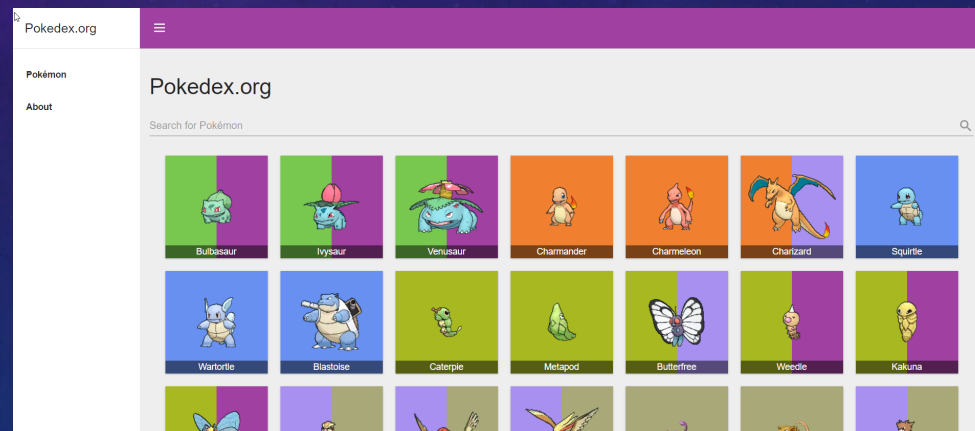 Pokedex.org
Pokémon
About
Pokedex.org
Search for Pokémon
Bulbasaur
Ivysaur
Venusaur
Charmander
Charmeleon
Charizard
Squirtle
Wartortle
Blastoise
Caterpie
Metapod
Butterfree
Weedle
Kakuna